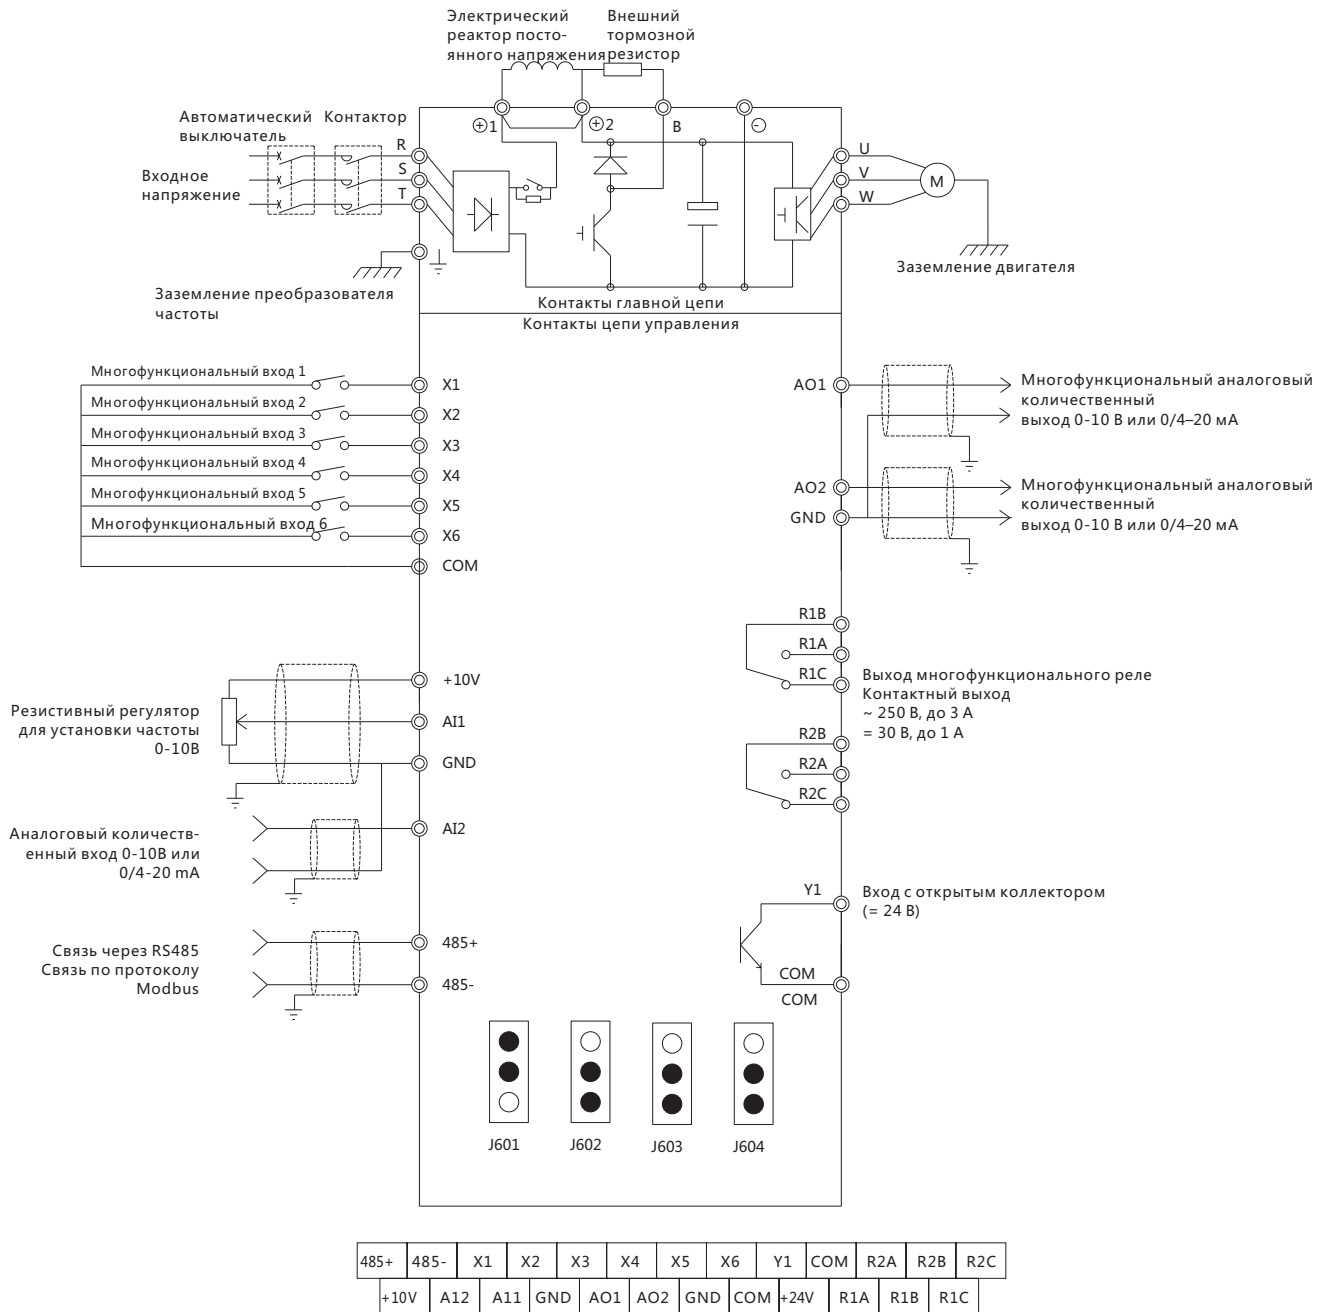 Электрический
реактор посто-
янного напряжения
Внешний
тормозной
резистор
Автоматический
выключатель
Контактор
Входное
напряжение
R
S
T
+1
+2
B
-
U
V
W
M
Заземление двигателя
Заземление преобразователя
частоты
Контакты главной цепи
Контакты цепи управления
Многофункциональный вход 1
X1
Многофункциональный вход 2
X2
Многофункциональный вход 3
X3
Многофункциональный вход 4
X4
Многофункциональный вход 5
X5
Многофункциональный вход 6
X6
COM
AO1
Многофункциональный аналоговый
количественный
выход 0-10 В или 0/4–20 мА
AO2
GND
Многофункциональный аналоговый
количественный
выход 0-10 В или 0/4–20 мА
R1B
R1A
R1C
Выход многофункционального реле
Контактный выход
~ 250 В, до 3 А
= 30 В, до 1 А
R2B
R2A
R2C
Резистивный регулятор
для установки частоты
0-10В
+10V
AI1
GND
Аналоговый количеств-
енный вход 0-10В или
0/4-20 mA
AI2
Y1
Вход с открытым коллектором
(= 24 В)
COM
COM
Связь через RS485
Связь по протоколу
Modbus
485+
485-
J601 J602 J603 J604
485+ 485- X1 X2 X3 X4 X5 X6 Y1 COM R2A R2B R2C
+10V A12 A11 GND AO1 AO2 GND COM +24V R1A R1B R1C